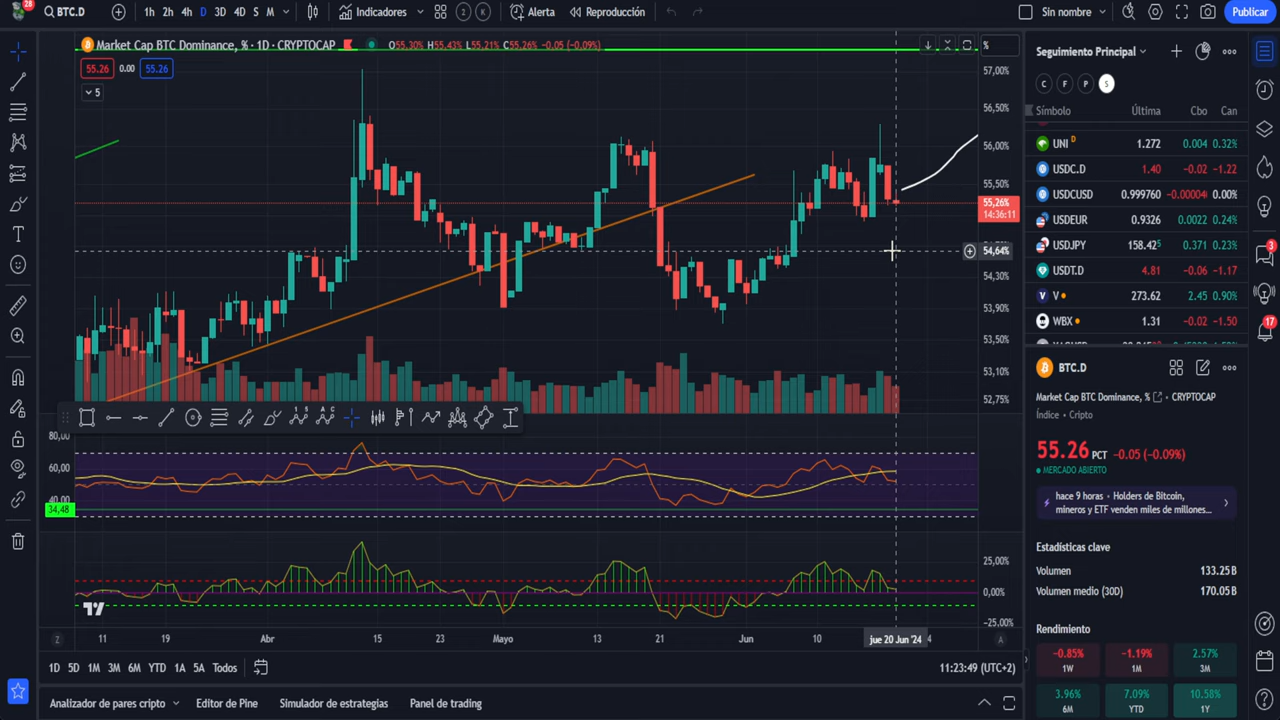 28 BTC.D 1h 2h 4h D 3D 4D S M Indicadores Z K Alerta Reproducción Sin nombre Publicar
Market Cap BTC Dominance, % · 1D · CRYPTOCAP O55.30% H55.43% L55.21% C55.26% -0.05 (-0.09%) %
55.26 0.00 55.26
5
57,00%
56,50%
56,00%
55,50%
55,26%
14:36:11
54,64%
54,30%
53,90%
53,50%
53,10%
52,75%
80,00
60,00
40,00
34,48
25,00%
0,00%
-25,00%
Z 11 19 Abr 15 23 Mayo 13 21 Jun 10 jue 20 Jun '24 4 A
1D 5D 1M 3M 6M YTD 1A 5A Todos 11:23:49 (UTC+2)
Analizador de pares cripto Editor de Pine Simulador de estrategias Panel de trading
Seguimiento Principal
C F P S
Símbolo Última Cbo Can
UNI D 1.272 0.004 0.32%
USDC.D 1.40 -0.02 -1.22
USDCUSD 0.999760 -0.000004 0.00%
USDEUR 0.9326 0.0022 0.24%
USDJPY 158.425 0.371 0.23%
USDT.D 4.81 -0.06 -1.17
V 273.62 2.45 0.90%
WBX 1.31 -0.02 -1.50
BTC.D
Market Cap BTC Dominance, % · CRYPTOCAP
Índice · Cripto
55.26 PCT -0.05 (-0.09%)
MERCADO ABIERTO
hace 9 horas · Holders de Bitcoin,
mineros y ETF venden miles de millones...
Estadísticas clave
Volumen 133.25B
Volumen medio (30D) 170.05B
Rendimiento
-0.85% -1.19% 2.57%
1W 1M 3M
3.96% 7.09% 10.58%
6M YTD 1Y
3
17